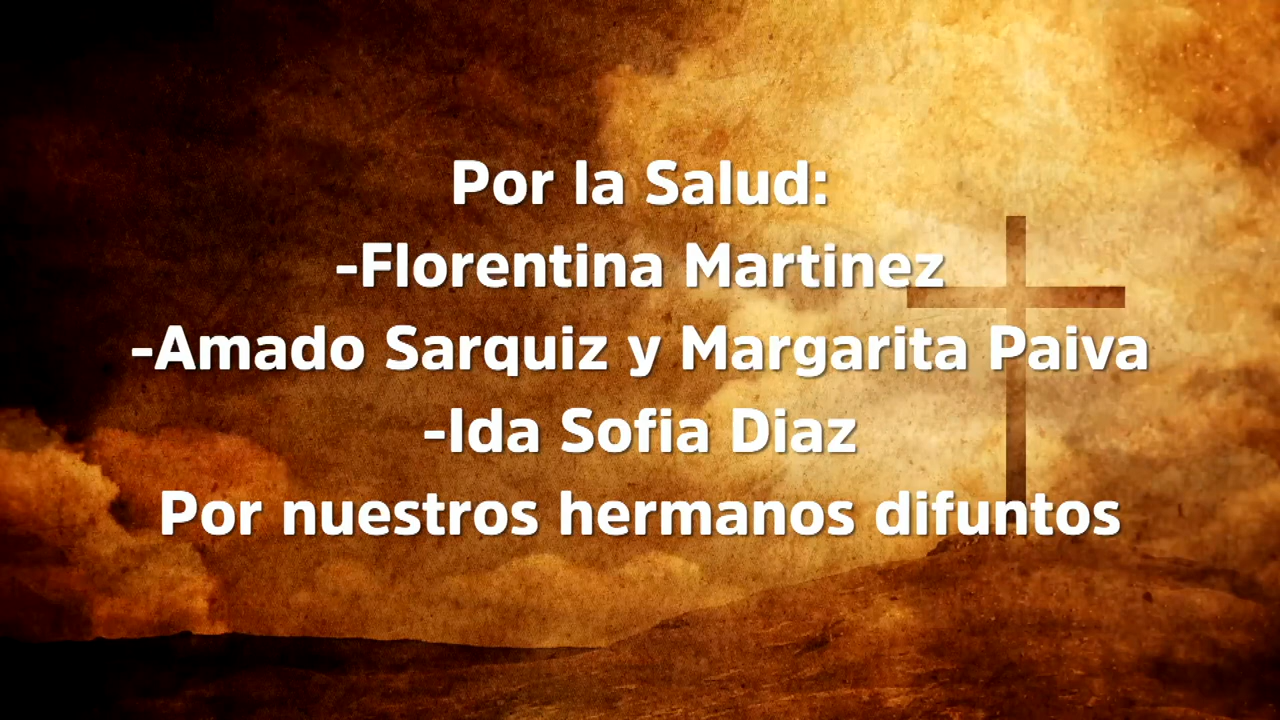 Por la Salud:
-Florentina Martinez
-Amado Sarquiz y Margarita Paiva
-Ida Sofia Diaz
Por nuestros hermanos difuntos